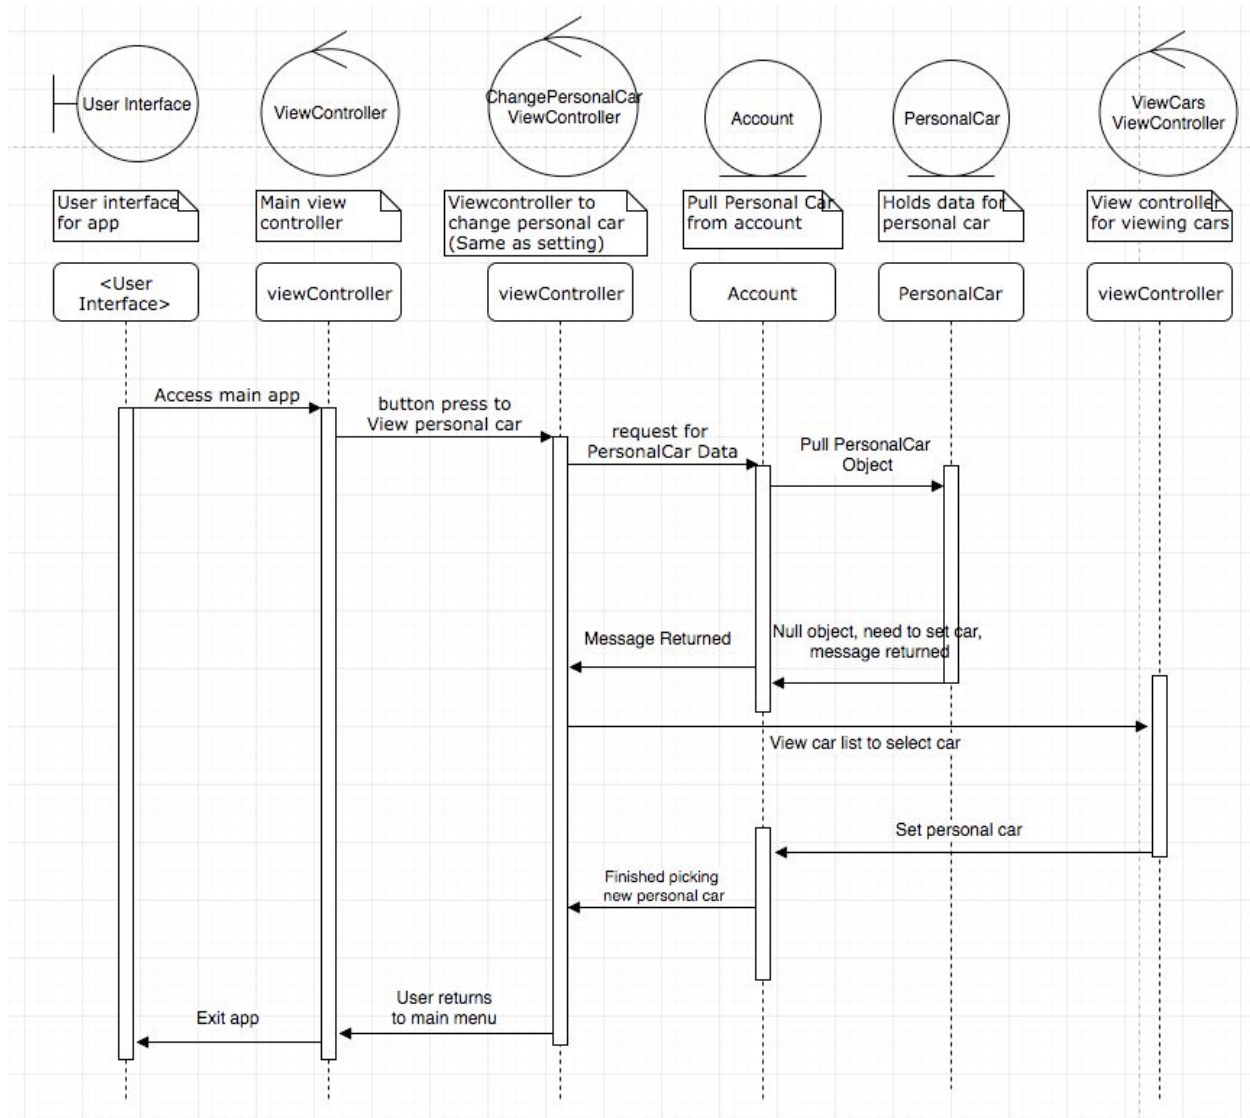 User Interface
ViewController
ChangePersonalCar
ViewController
Account
PersonalCar
ViewCars
ViewController
User interface
for app
Main view
controller
Viewcontroller to
change personal car
(Same as setting)
Pull Personal Car
from account
Holds data for
personal car
View controller
for viewing cars
<User
Interface>
viewController
viewController
Account
PersonalCar
viewController
Access main app
button press to
View personal car
request for
PersonalCar Data
Pull PersonalCar
Object
Message Returned
Null object, need to set car,
message returned
View car list to select car
Set personal car
Finished picking
new personal car
User returns
to main menu
Exit app